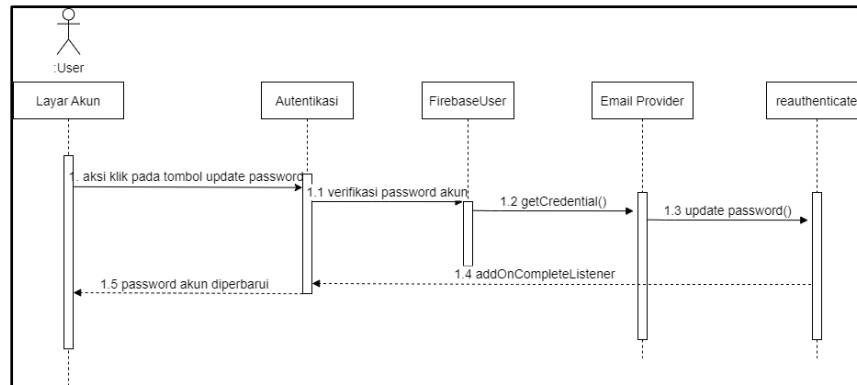 :User
Layar Akun
Autentikasi
FirebaseUser
Email Provider
reauthenticate
1. aksi klik pada tombol update password
1.1 verifikasi password akun
1.2 getCredential()
1.3 update password()
1.4 addOnCompleteListener
1.5 password akun diperbarui